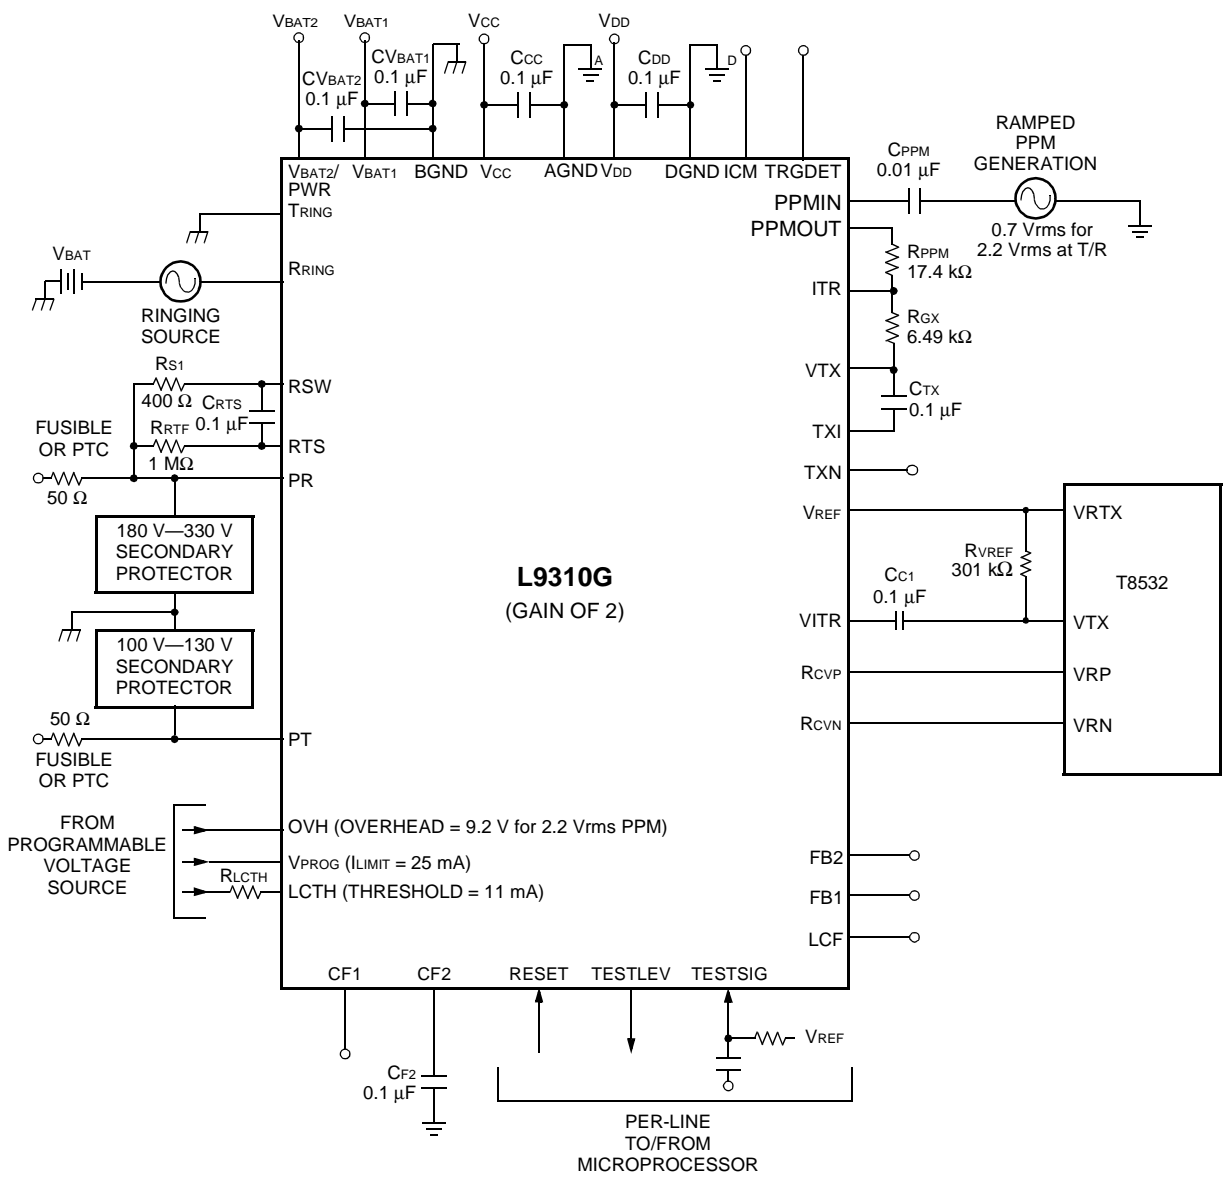 VBAT2
VBAT1
VCC
VDD
CVBAT2
0.1 µF
CVBAT1
0.1 µF
CCC
0.1 µF
A
CDD
0.1 µF
D
VBAT2/
PWR
VBAT1
BGND
VCC
AGND
VDD
DGND
ICM
TRGDET
CPPM
0.01 µF
RAMPED
PPM
GENERATION
0.7 Vrms for
2.2 Vrms at T/R
TRING
PPMIN
PPMOUT
RPPM
17.4 kΩ
VBAT
RRING
RINGING
SOURCE
ITR
RGX
6.49 kΩ
VTX
CTX
0.1 µF
TXI
TXN
RS1
400 Ω
RSW
CRTS
0.1 µF
RRTF
1 MΩ
RTS
FUSIBLE
OR PTC
50 Ω
PR
180 V—330 V
SECONDARY
PROTECTOR
100 V—130 V
SECONDARY
PROTECTOR
50 Ω
FUSIBLE
OR PTC
PT
L9310G
(GAIN OF 2)
VREF
RVREF
301 kΩ
CC1
0.1 µF
VITR
RCVP
RCVN
VRTX
T8532
VTX
VRP
VRN
FROM
PROGRAMMABLE
VOLTAGE
SOURCE
RLCTH
OVH (OVERHEAD = 9.2 V for 2.2 Vrms PPM)
VPROG (ILIMIT = 25 mA)
LCTH (THRESHOLD = 11 mA)
FB2
FB1
LCF
CF1
CF2
RESET
TESTLEV
TESTSIG
VREF
CF2
0.1 µF
PER-LINE
TO/FROM
MICROPROCESSOR